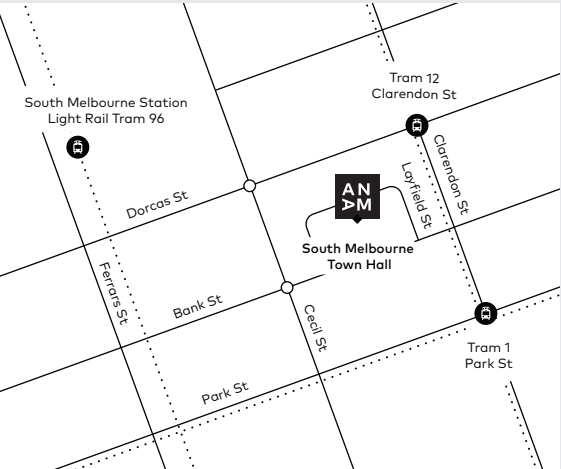 Tram 12
Clarendon St
South Melbourne Station
Light Rail Tram 96
Clarendon St
Layfield St
AN
AM
Dorcas St
South Melbourne
Town Hall
Ferrars St
Bank St
Cecil St
Tram 1
Park St
Park St